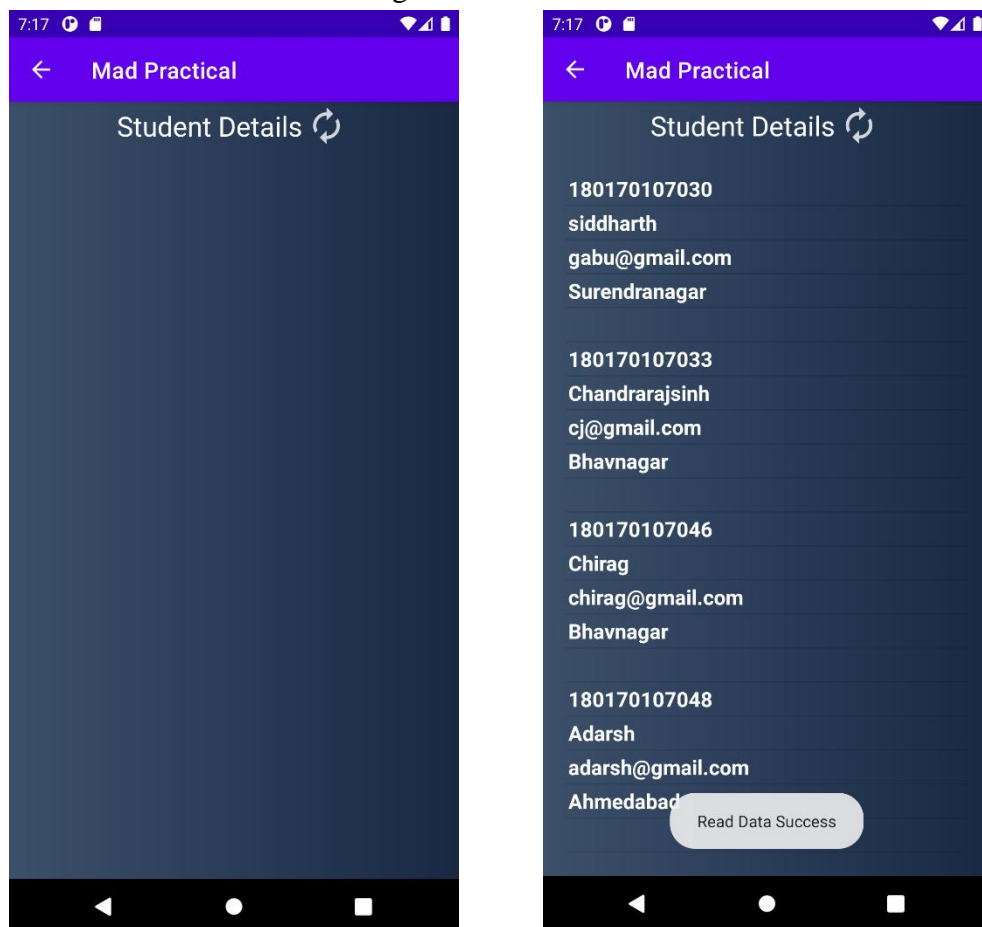 7:17
Mad Practical
Student Details
7:17
Mad Practical
Student Details
180170107030
siddharth
gabu@gmail.com
Surendranagar
180170107033
Chandrarajsinh
cj@gmail.com
Bhavnagar
180170107046
Chirag
chirag@gmail.com
Bhavnagar
180170107048
Adarsh
adarsh@gmail.com
Ahmedabad
Read Data Success